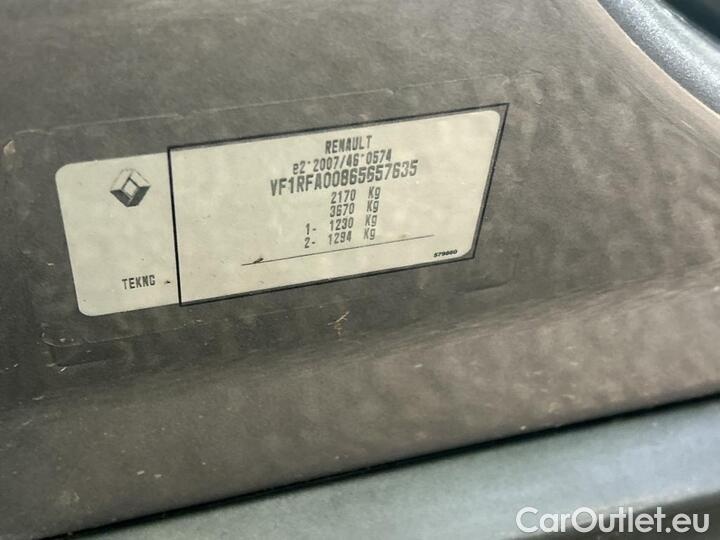 RENAULT
e2*2007/46*0574
VF1RFA00865657635
2170 Kg
3670 Kg
1- 1230 Kg
2- 1294 Kg
TEKNG
579860
CarOutlet.eu